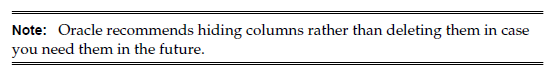 Note: Oracle recommends hiding columns rather than deleting them in case
you need them in the future.